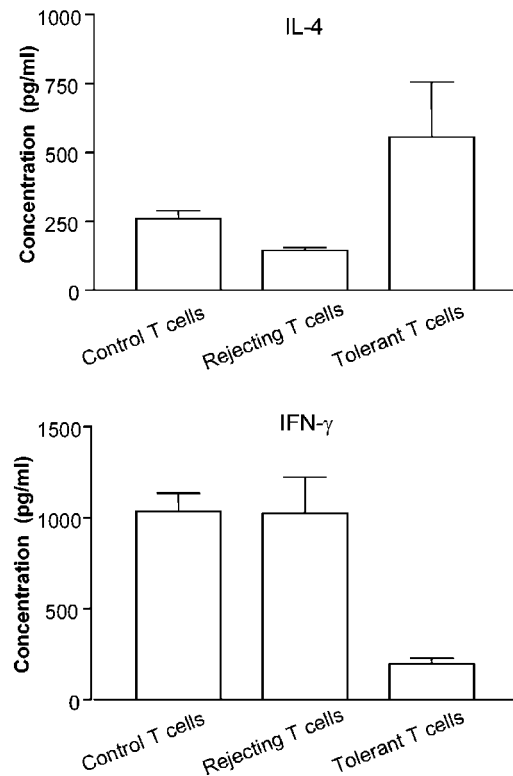 IL-4
Concentration (pg/ml)
1000
750
500
250
0
Control T cells
Rejecting T cells
Tolerant T cells
IFN-γ
Concentration (pg/ml)
1500
1000
500
0
Control T cells
Rejecting T cells
Tolerant T cells